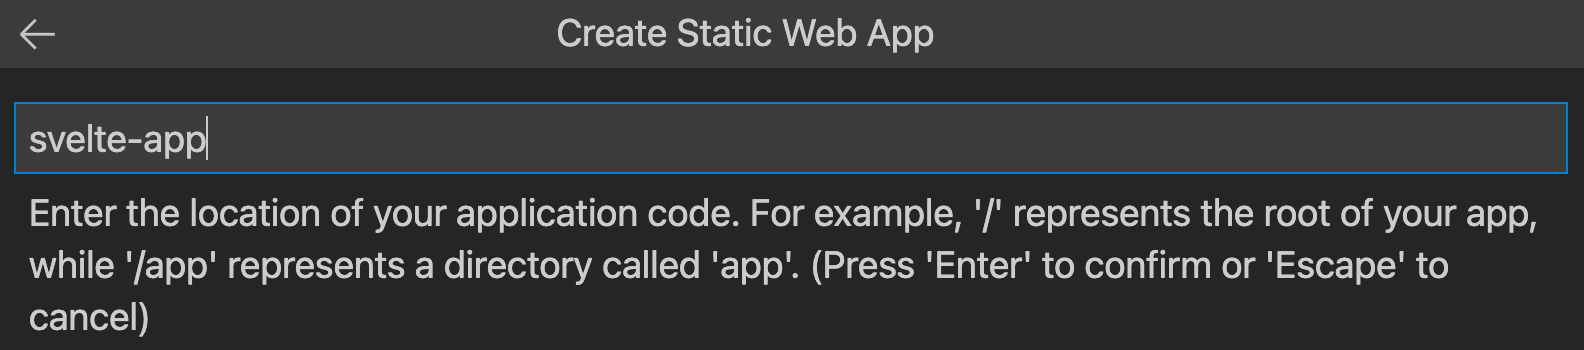 Create Static Web App
svelte-app
Enter the location of your application code. For example, '/' represents the root of your app,
while '/app' represents a directory called 'app'. (Press 'Enter' to confirm or 'Escape' to
cancel)